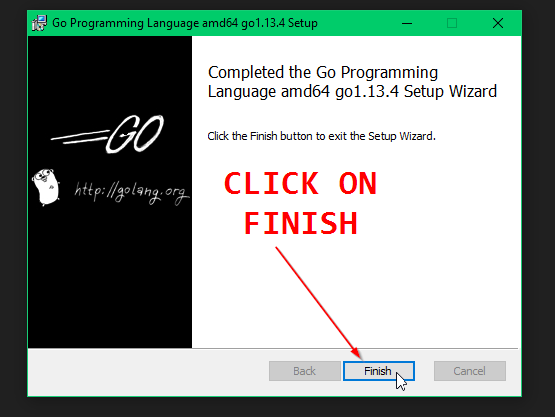 Go Programming Language amd64 go1.13.4 Setup
Completed the Go Programming
Language amd64 go1.13.4 Setup Wizard
Click the Finish button to exit the Setup Wizard.
GO
http://golang.org
CLICK ON
FINISH
Back
Finish
Cancel